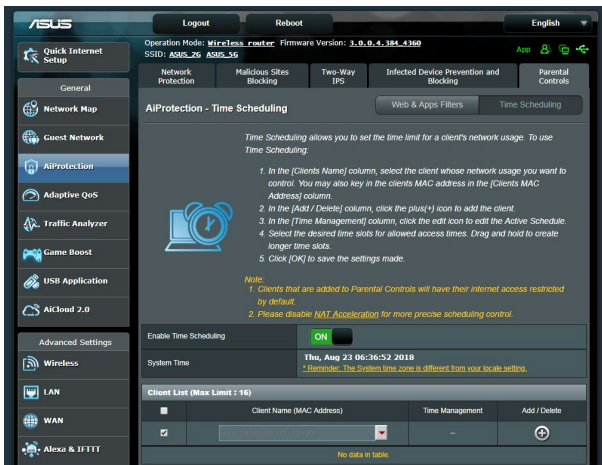 ASUS
Logout
Reboot
English
Operation Mode: Wireless router Firmware Version: 3.0.0.4.384_4360
SSID: ASUS_2G ASUS_5G
App
Quick Internet
Setup
General
Network Map
Guest Network
AiProtection
Adaptive QoS
Traffic Analyzer
Game Boost
USB Application
AiCloud 2.0
Advanced Settings
Wireless
LAN
WAN
Alexa & IFTTT
Network
Protection
Malicious Sites
Blocking
Two-Way
IPS
Infected Device Prevention and
Blocking
Parental
Controls
AiProtection - Time Scheduling
Web & Apps Filters
Time Scheduling
Time Scheduling allows you to set the time limit for a client's network usage. To use
Time Scheduling:
1. In the [Clients Name] column, select the client whose network usage you want to
control. You may also key in the clients MAC address in the [Clients MAC
Address] column.
2. In the [Add / Delete] column, click the plus(+) icon to add the client.
3. In the [Time Management] column, click the edit icon to edit the Active Schedule.
4. Select the desired time slots for allowed access times. Drag and hold to create
longer time slots.
5. Click [OK] to save the settings made.
Note:
1. Clients that are added to Parental Controls will have their internet access restricted
by default.
2. Please disable NAT Acceleration for more precise scheduling control.
Enable Time Scheduling
ON
System Time
Thu, Aug 23 06:36:52 2018
* Reminder: The System time zone is different from your locale setting.
Client List (Max Limit : 16)
Client Name (MAC Address)
Time Management
Add / Delete
–
No data in table.